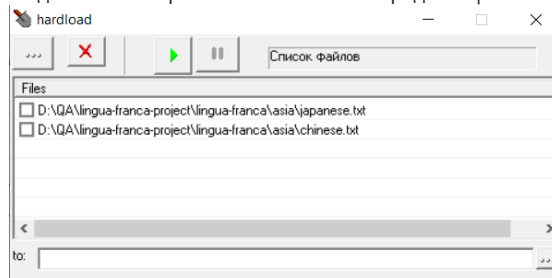 hardload
...
Список файлов
Files
D:\QA\lingua-franca-project\lingua-franca\asia\japanese.txt
D:\QA\lingua-franca-project\lingua-franca\asia\chinese.txt
to:
...